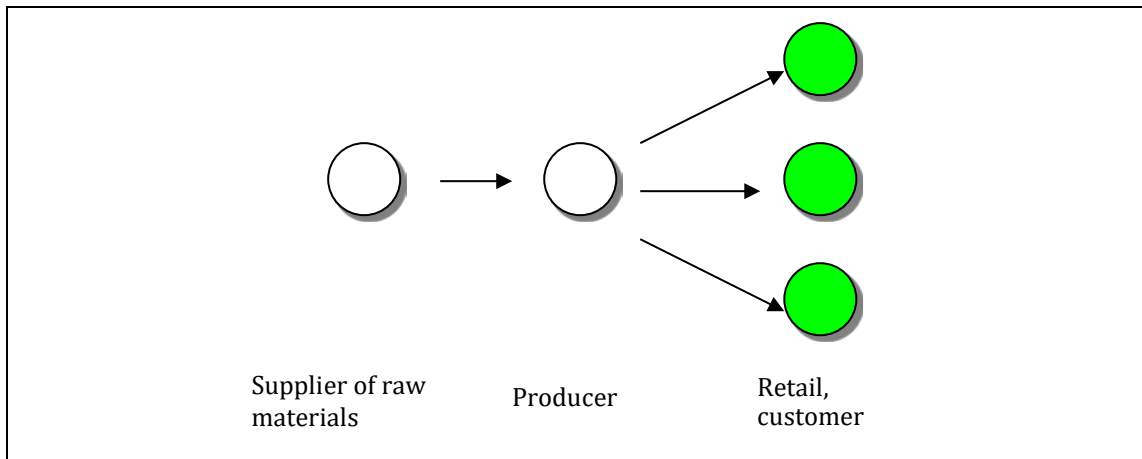 Supplier of raw
materials
Producer
Retail,
customer